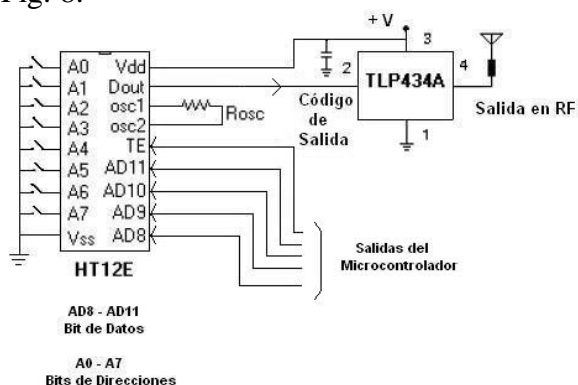 Fig. 8.
+ V
3
A0 Vdd
2
TLP434A
4
A1 Dout
A2 osc1
Rosc
Código
de
Salida
Salida en RF
A3 osc2
A4 TE
1
A5 AD11
A6 AD10
A7 AD9
Vss AD8
Salidas del
Microcontrolador
HT12E
AD8 - AD11
Bit de Datos
A0 - A7
Bits de Direcciones